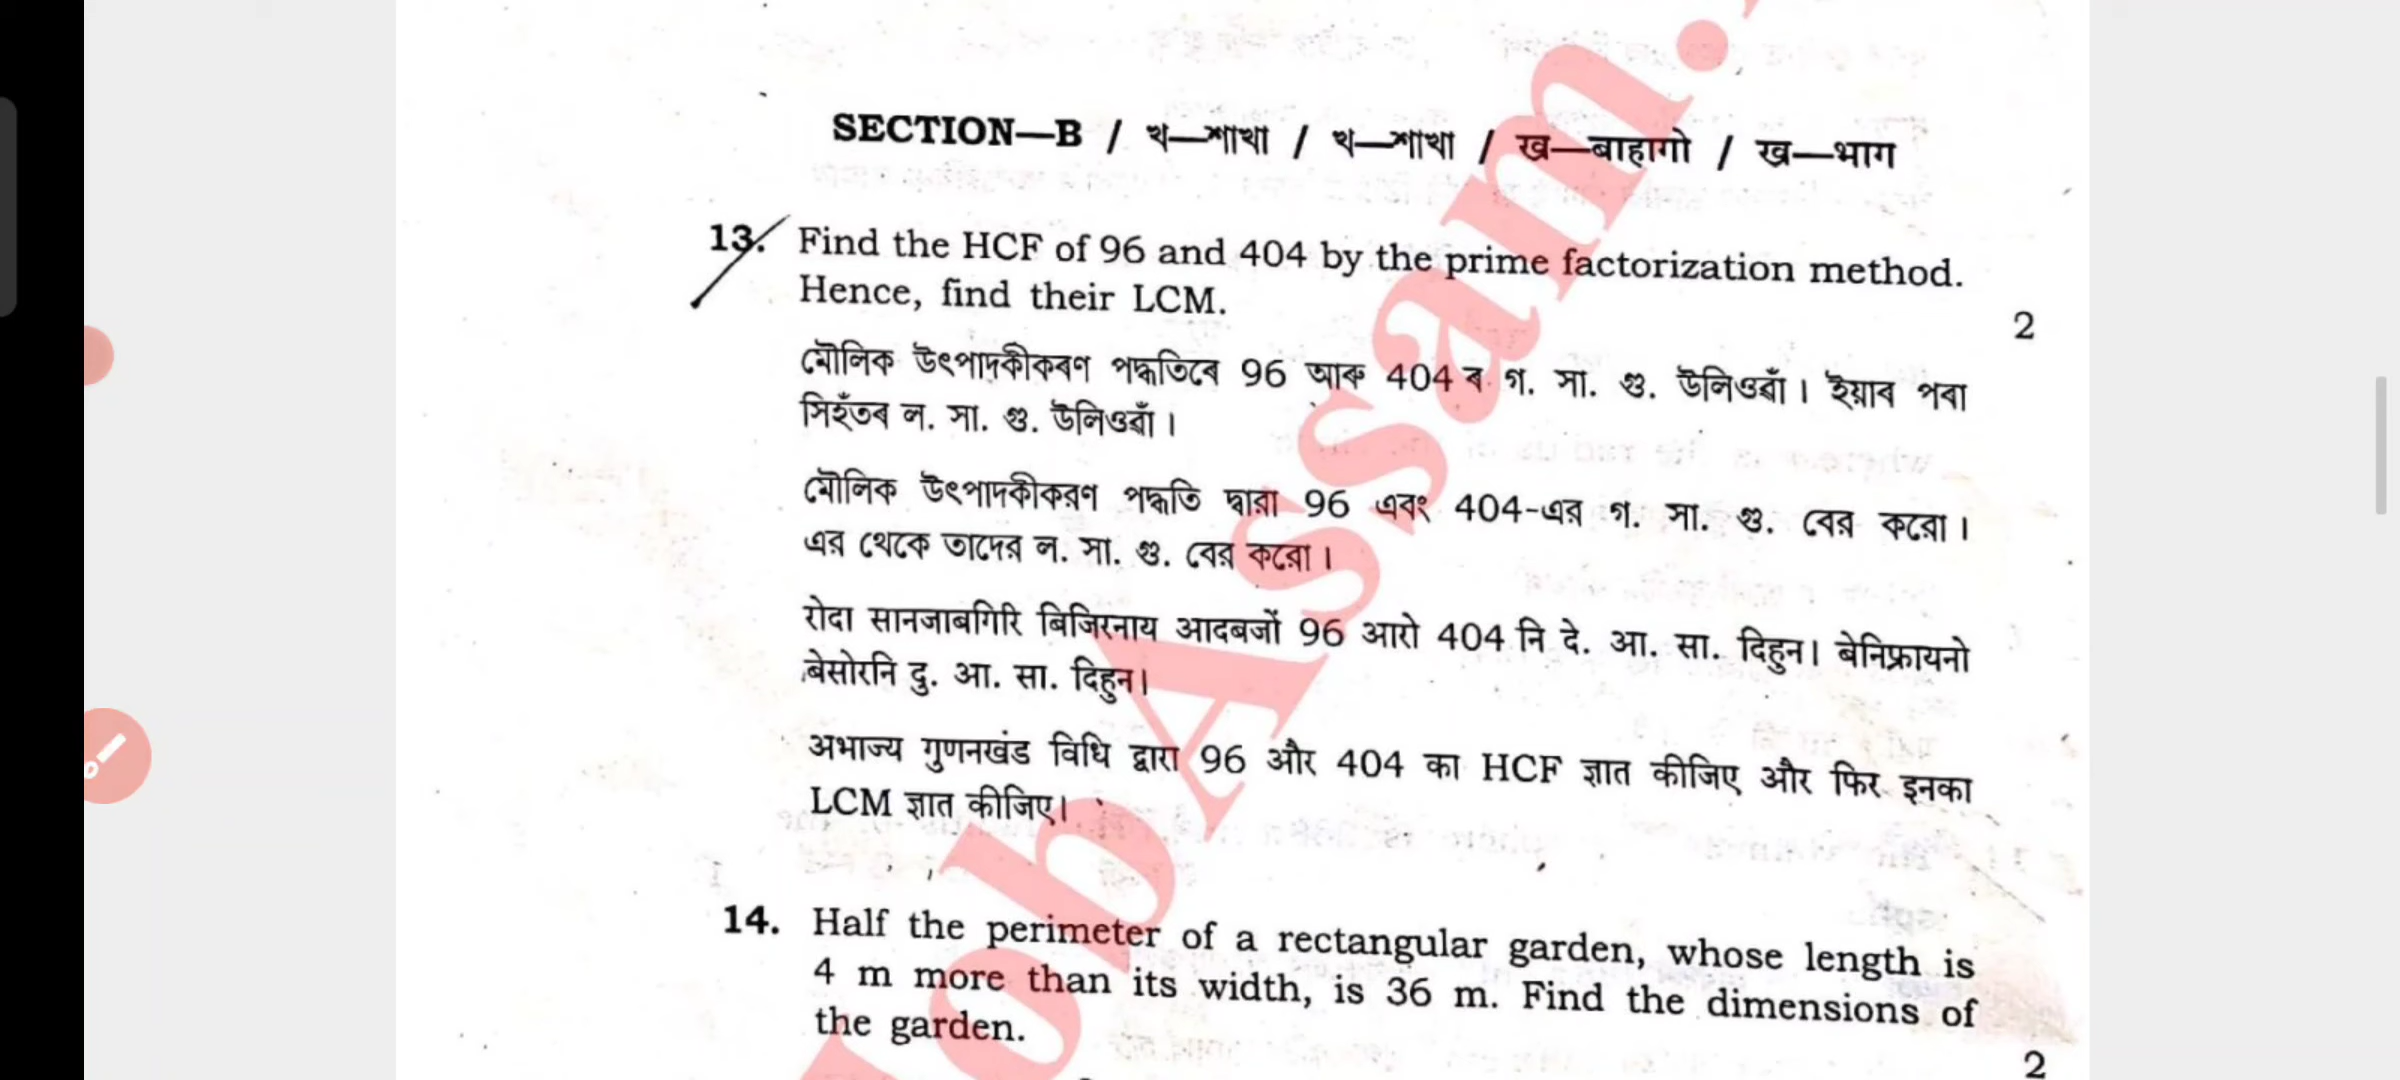 SECTION—B / খ—শাখা / খ—শাখা / ख—बाहागो / ख—भाग
13. Find the HCF of 96 and 404 by the prime factorization method.
Hence, find their LCM.
2
মৌলিক উৎপাদকীকৰণ পদ্ধতিৰে 96 আৰু 404 ৰ গ. সা. গু. উলিওৱাঁ। ইয়াৰ পৰা
সিহঁতৰ ল. সা. গু. উলিওৱাঁ।
মৌলিক উৎপাদকীকরণ পদ্ধতি দ্বারা 96 এবং 404-এর গ. সা. গু. বের করো।
এর থেকে তাদের ল. সা. গু. বের করো।
रोदा सानजाबगिरि बिजिरनाय आदबजों 96 आरो 404 नि दे. आ. सा. दिहुन। बेनिफ्रायनो
बेसोरनि दु. आ. सा. दिहुन।
अभाज्य गुणनखंड विधि द्वारा 96 और 404 का HCF ज्ञात कीजिए और फिर इनका
LCM ज्ञात कीजिए।
14. Half the perimeter of a rectangular garden, whose length is
4 m more than its width, is 36 m. Find the dimensions of
the garden.
2
obAssam.